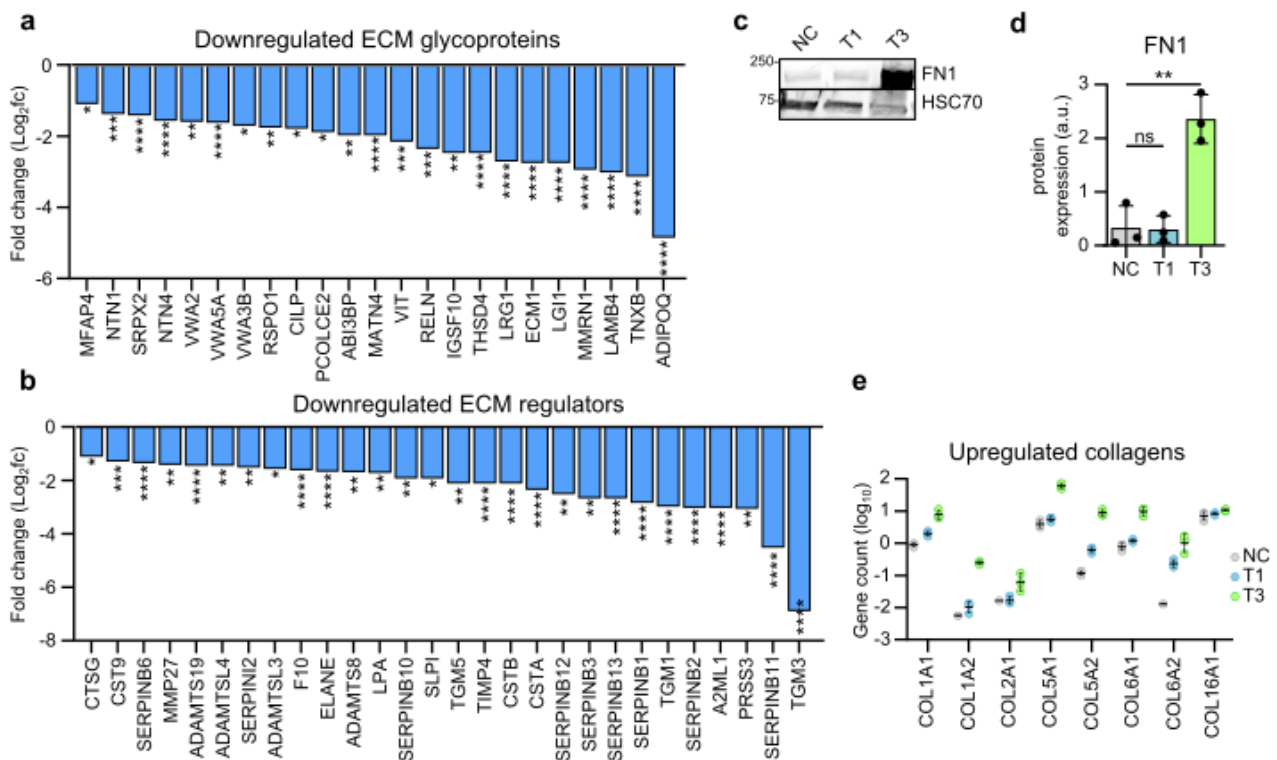 a
Downregulated ECM glycoproteins
Fold change (Log2fc)
0
-2
-4
-6
* *** **** **** ** **** * ** * * ** **** *** *** ** **** **** **** **** **** **** **** ****
MFAP4 NTN1 SRPX2 NTN4 VWA2 VWA5A VWA3B RSPO1 CILP PCOLCE2 ABI3BP MATN4 VIT RELN IGSF10 THSD4 LRG1 ECM1 LGI1 MMRN1 LAMB4 TNXB ADIPOQ
b
Downregulated ECM regulators
Fold change (Log2fc)
0
-2
-4
-6
-8
* *** **** ** **** ** ** * **** **** ** ** ** * ** **** **** **** ** ** **** **** **** **** **** ** **** ****
CTSG CST9 SERPINB6 MMP27 ADAMTS19 ADAMTSL4 SERPINI2 ADAMTSL3 F10 ELANE ADAMTS8 LPA SERPINB10 SLPI TGM5 TIMP4 CSTB CSTA SERPINB12 SERPINB3 SERPINB13 SERPINB1 TGM1 SERPINB2 A2ML1 PRSS3 SERPINB11 TGM3
c
NC T1 T3
250
FN1
75
HSC70
d
FN1
protein
expression (a.u.)
3
2
1
0
**
ns
NC T1 T3
e
Upregulated collagens
Gene count (log10)
2
1
0
-1
-2
-3
NC
T1
T3
COL1A1 COL1A2 COL2A1 COL5A1 COL5A2 COL6A1 COL6A2 COL16A1